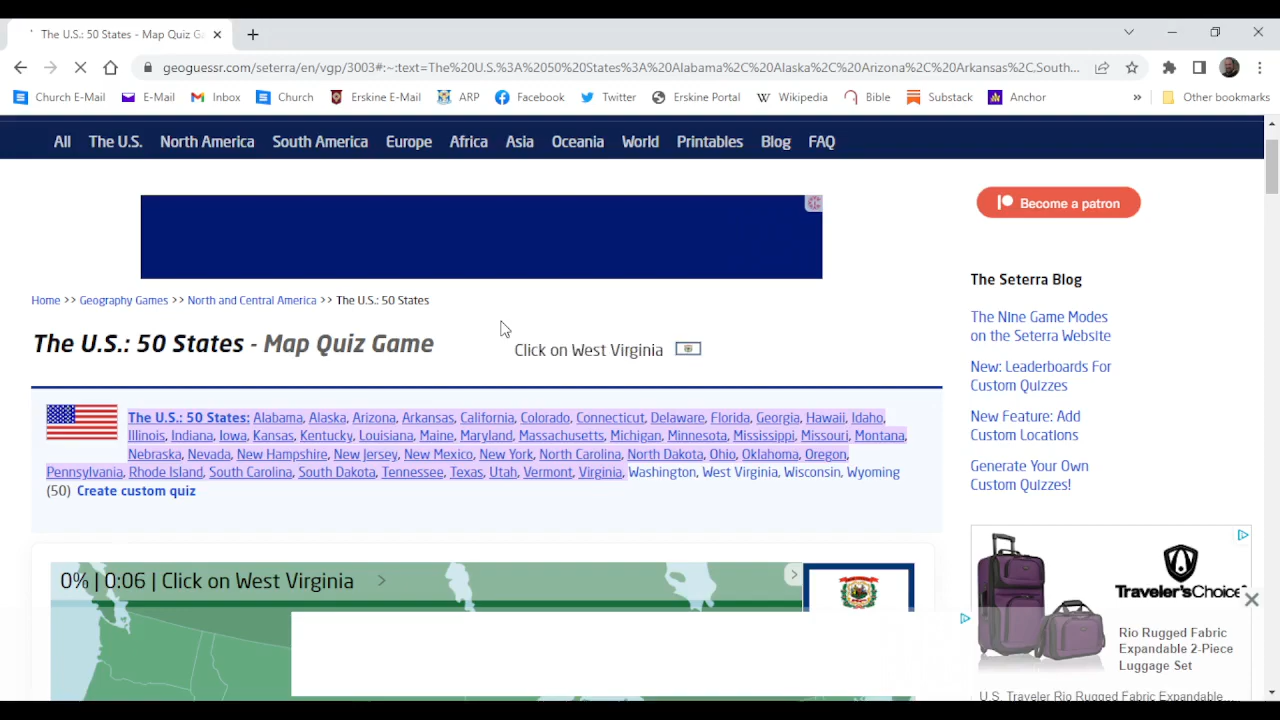 The U.S.: 50 States - Map Quiz Ga
geoguessr.com/seterra/en/vgp/3003#:~:text=The%20U.S.%3A%2050%20States%3A%20Alabama%2C%20Alaska%2C%20Arizona%2C%20Arkansas%2C,South...
Church E-Mail E-Mail Inbox Church Erskine E-Mail ARP Facebook Twitter Erskine Portal Wikipedia Bible Substack Anchor » Other bookmarks
All The U.S. North America South America Europe Africa Asia Oceania World Printables Blog FAQ
Become a patron
Home >> Geography Games >> North and Central America >> The U.S.: 50 States
The U.S.: 50 States - Map Quiz Game
Click on West Virginia
The U.S.: 50 States: Alabama, Alaska, Arizona, Arkansas, California, Colorado, Connecticut, Delaware, Florida, Georgia, Hawaii, Idaho,
Illinois, Indiana, Iowa, Kansas, Kentucky, Louisiana, Maine, Maryland, Massachusetts, Michigan, Minnesota, Mississippi, Missouri, Montana,
Nebraska, Nevada, New Hampshire, New Jersey, New Mexico, New York, North Carolina, North Dakota, Ohio, Oklahoma, Oregon,
Pennsylvania, Rhode Island, South Carolina, South Dakota, Tennessee, Texas, Utah, Vermont, Virginia, Washington, West Virginia, Wisconsin, Wyoming
(50) Create custom quiz
0% | 0:06 | Click on West Virginia >
The Seterra Blog
The Nine Game Modes
on the Seterra Website
New: Leaderboards For
Custom Quizzes
New Feature: Add
Custom Locations
Generate Your Own
Custom Quizzes!
Traveler'sChoice
Rio Rugged Fabric
Expandable 2-Piece
Luggage Set
U.S. Traveler Rio Rugged Fabric Expandable...